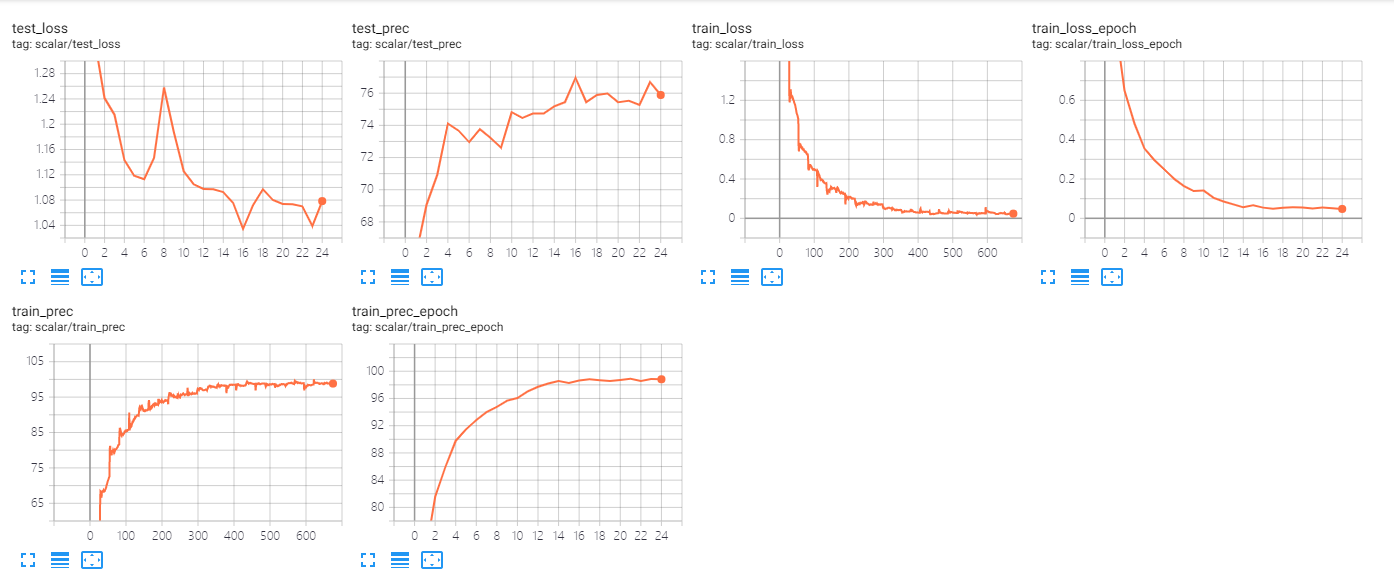 test_loss
tag: scalar/test_loss
1.28
1.24
1.2
1.16
1.12
1.08
1.04
0 2 4 6 8 10 12 14 16 18 20 22 24
test_prec
tag: scalar/test_prec
76
74
72
70
68
0 2 4 6 8 10 12 14 16 18 20 22 24
train_loss
tag: scalar/train_loss
1.2
0.8
0.4
0
0 100 200 300 400 500 600
train_loss_epoch
tag: scalar/train_loss_epoch
0.6
0.4
0.2
0
0 2 4 6 8 10 12 14 16 18 20 22 24
train_prec
tag: scalar/train_prec
105
95
85
75
65
0 100 200 300 400 500 600
train_prec_epoch
tag: scalar/train_prec_epoch
100
96
92
88
84
80
0 2 4 6 8 10 12 14 16 18 20 22 24